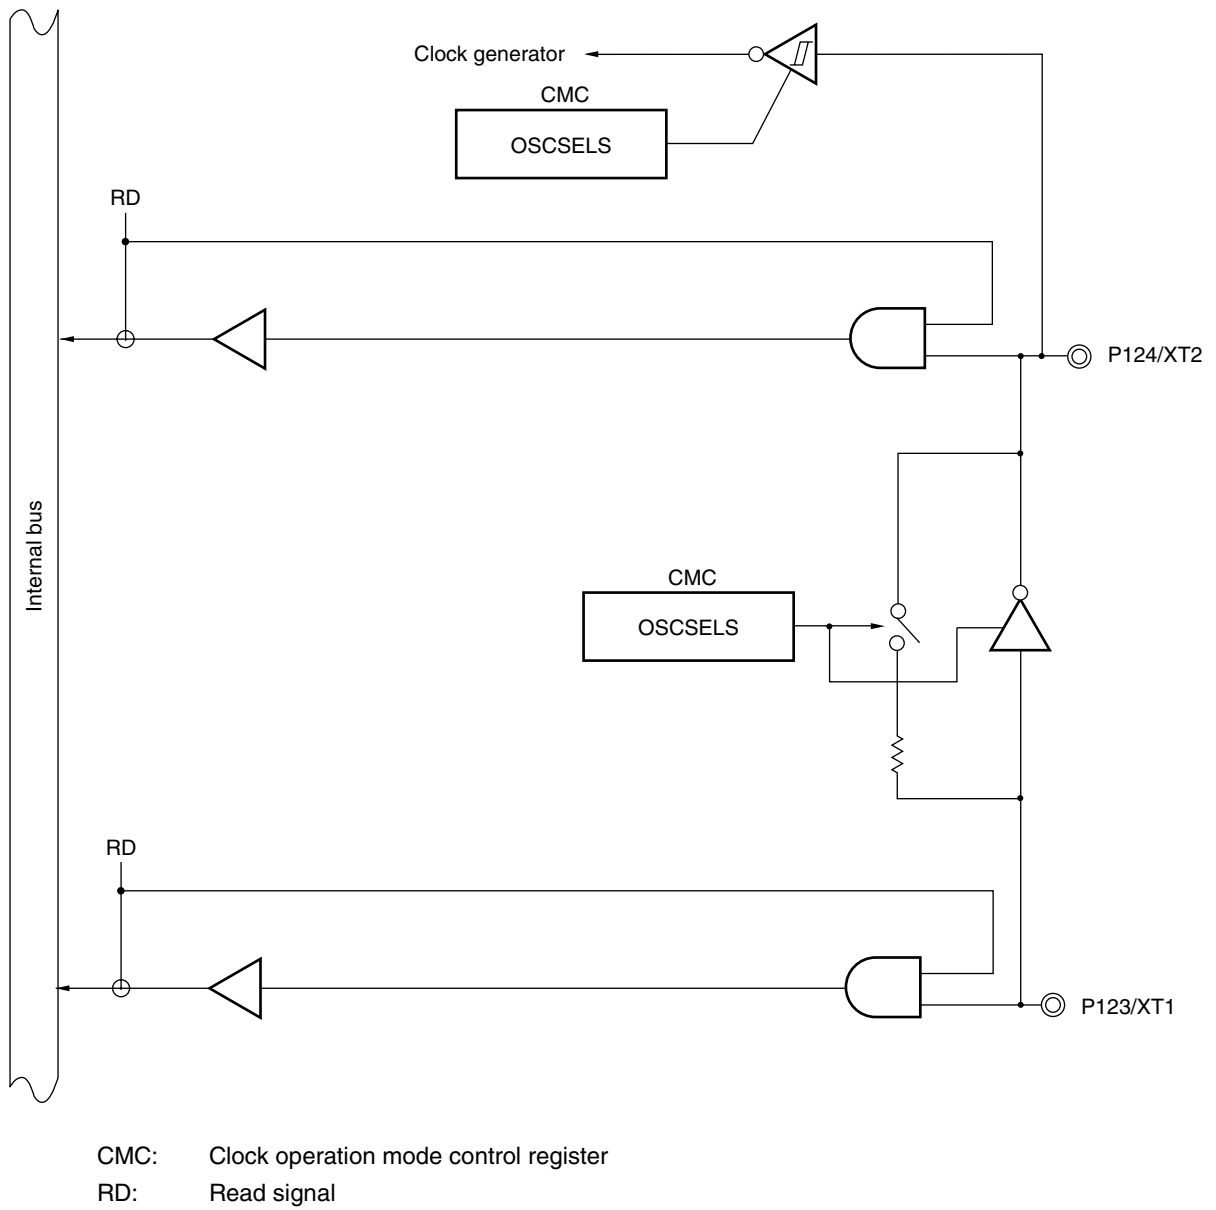 Clock generator
CMC
OSCSELS
RD
P124/XT2
Internal bus
CMC
OSCSELS
RD
P123/XT1
CMC: Clock operation mode control register
RD: Read signal